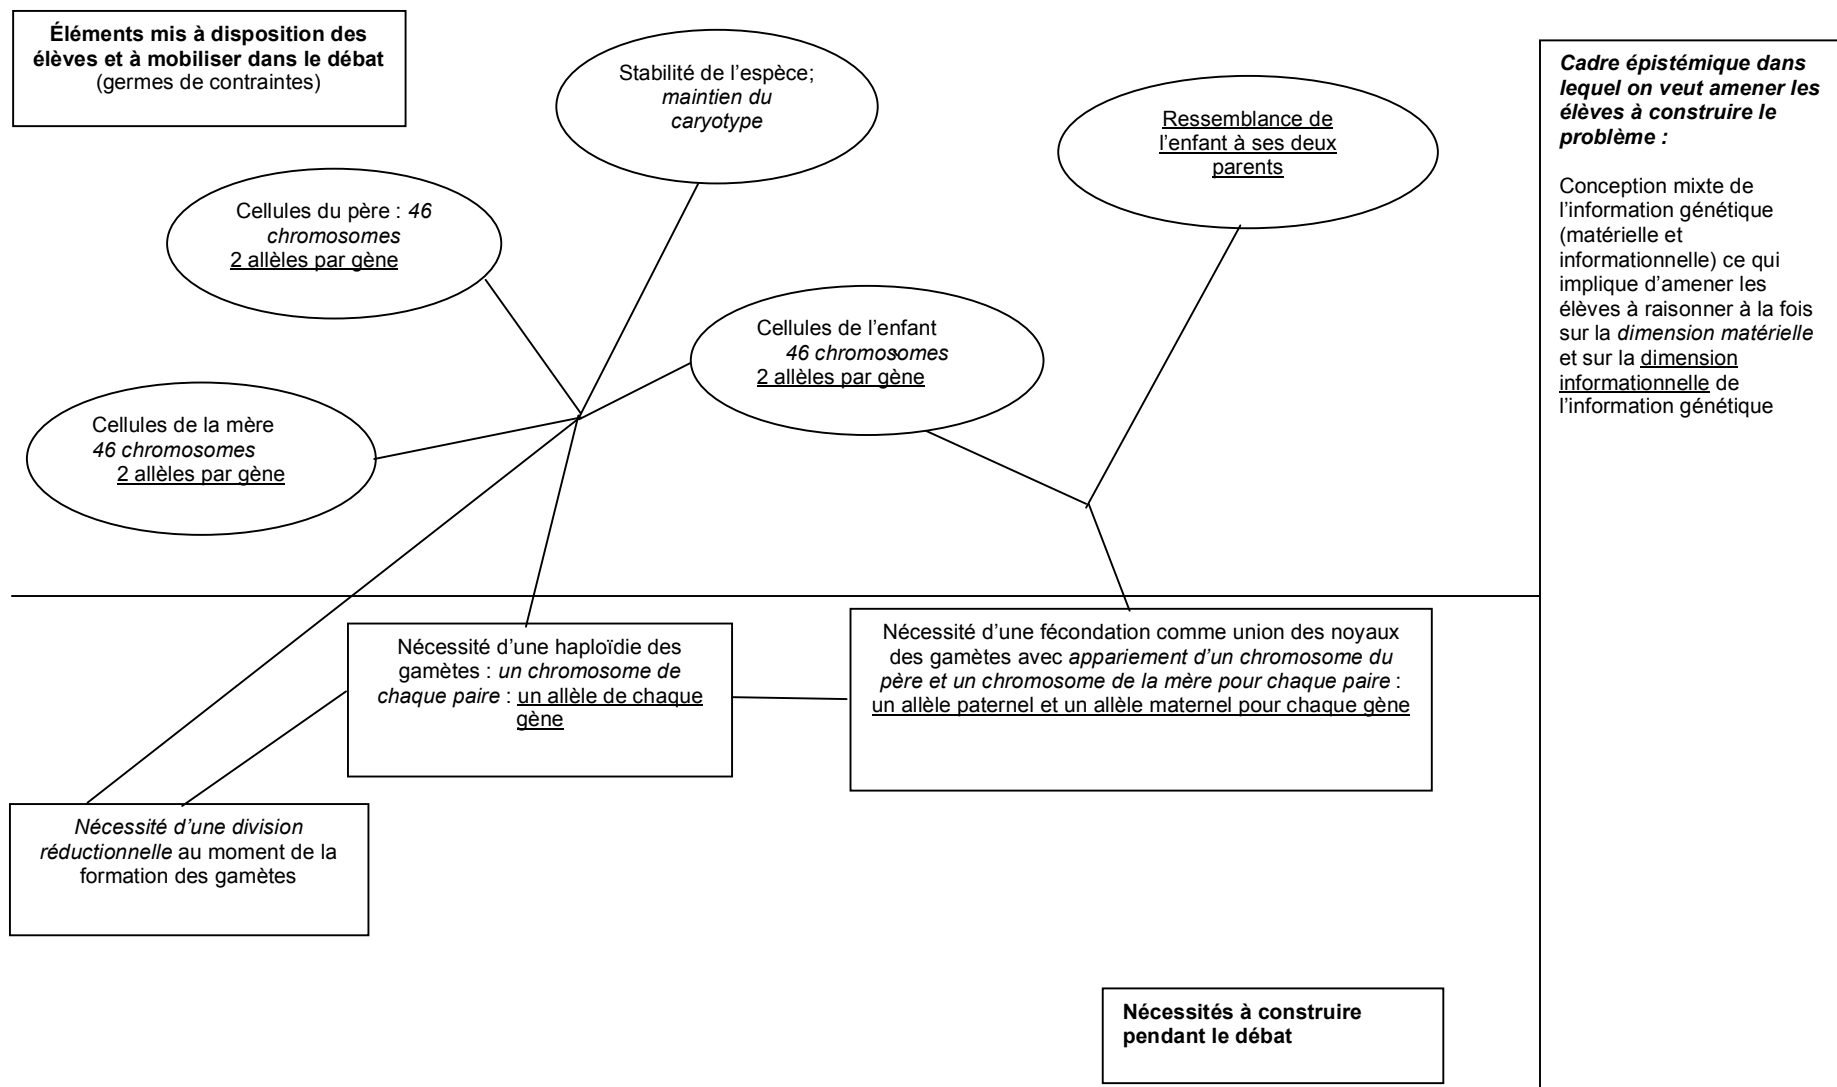 Éléments mis à disposition des
élèves et à mobiliser dans le débat
(germes de contraintes)
Stabilité de l’espèce;
maintien du
caryotype
Ressemblance de
l’enfant à ses deux
parents
Cellules du père : 46
chromosomes
2 allèles par gène
Cellules de l’enfant
46 chromosomes
2 allèles par gène
Cellules de la mère
46 chromosomes
2 allèles par gène
Cadre épistémique dans
lequel on veut amener les
élèves à construire le
problème :
Conception mixte de
l’information génétique
(matérielle et
informationnelle) ce qui
implique d’amener les
élèves à raisonner à la fois
sur la dimension matérielle
et sur la dimension
informationnelle de
l’information génétique
Nécessité d’une haploïdie des
gamètes : un chromosome de
chaque paire : un allèle de chaque
gène
Nécessité d’une fécondation comme union des noyaux
des gamètes avec appariement d’un chromosome du
père et un chromosome de la mère pour chaque paire :
un allèle paternel et un allèle maternel pour chaque gène
Nécessité d’une division
réductionnelle au moment de la
formation des gamètes
Nécessités à construire
pendant le débat